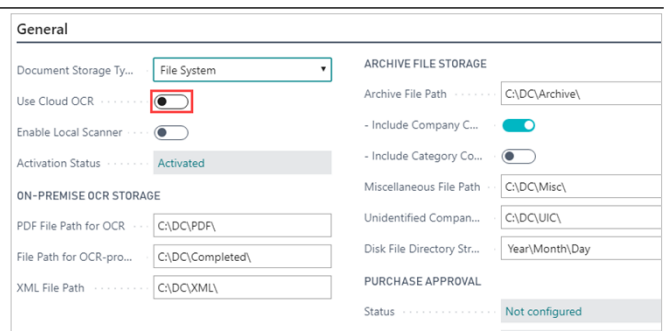 General
Document Storage Ty...
File System
Use Cloud OCR
Enable Local Scanner
Activation Status
Activated
ON-PREMISE OCR STORAGE
PDF File Path for OCR
C:\DC\PDF\
File Path for OCR-pro...
C:\DC\Completed\
XML File Path
C:\DC\XML\
ARCHIVE FILE STORAGE
Archive File Path
C:\DC\Archive\
- Include Company C...
- Include Category Co...
Miscellaneous File Path
C:\DC\Misc\
Unidentified Compan...
C:\DC\UIC\
Disk File Directory Str...
Year\Month\Day
PURCHASE APPROVAL
Status
Not configured